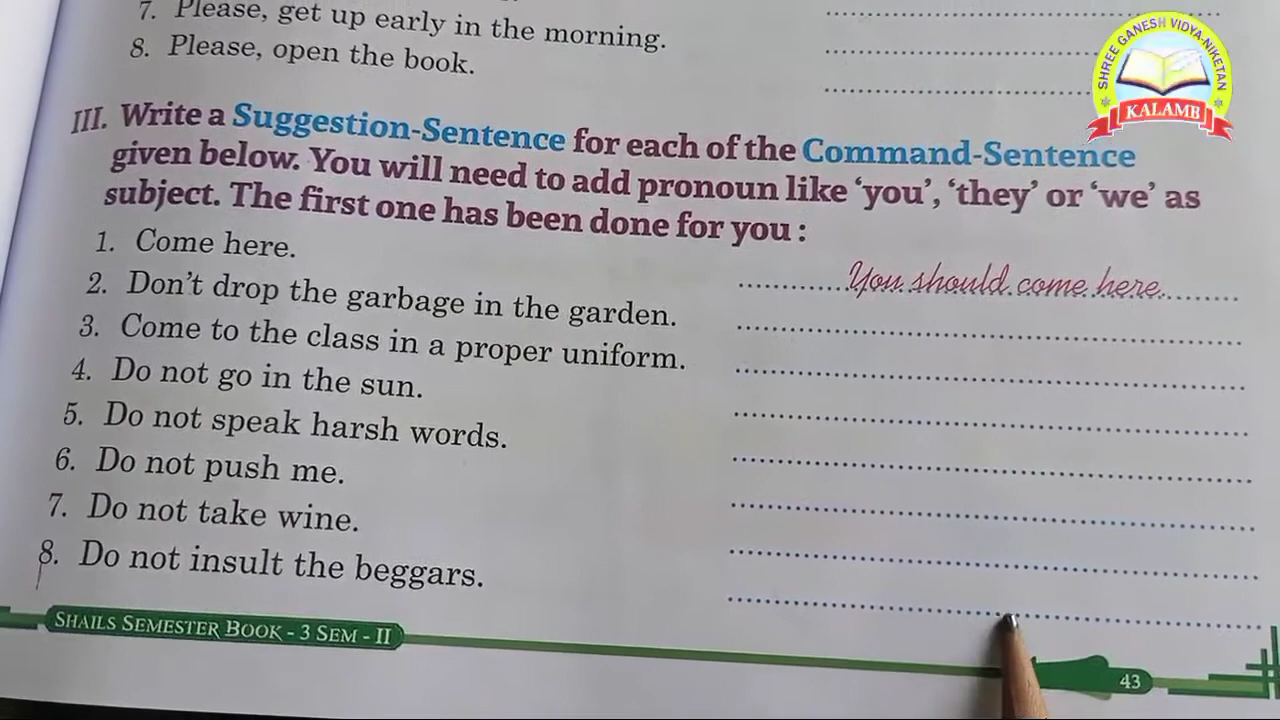 7. Please, get up early in the morning.
8. Please, open the book.
SHREE GANESH VIDYA-NIKETAN
KALAMB
III. Write a Suggestion-Sentence for each of the Command-Sentence
given below. You will need to add pronoun like ‘you’, ‘they’ or ‘we’ as
subject. The first one has been done for you :
1. Come here. You should come here.
2. Don’t drop the garbage in the garden.
3. Come to the class in a proper uniform.
4. Do not go in the sun.
5. Do not speak harsh words.
6. Do not push me.
7. Do not take wine.
8. Do not insult the beggars.
SHAILS SEMESTER BOOK - 3 SEM - II
43